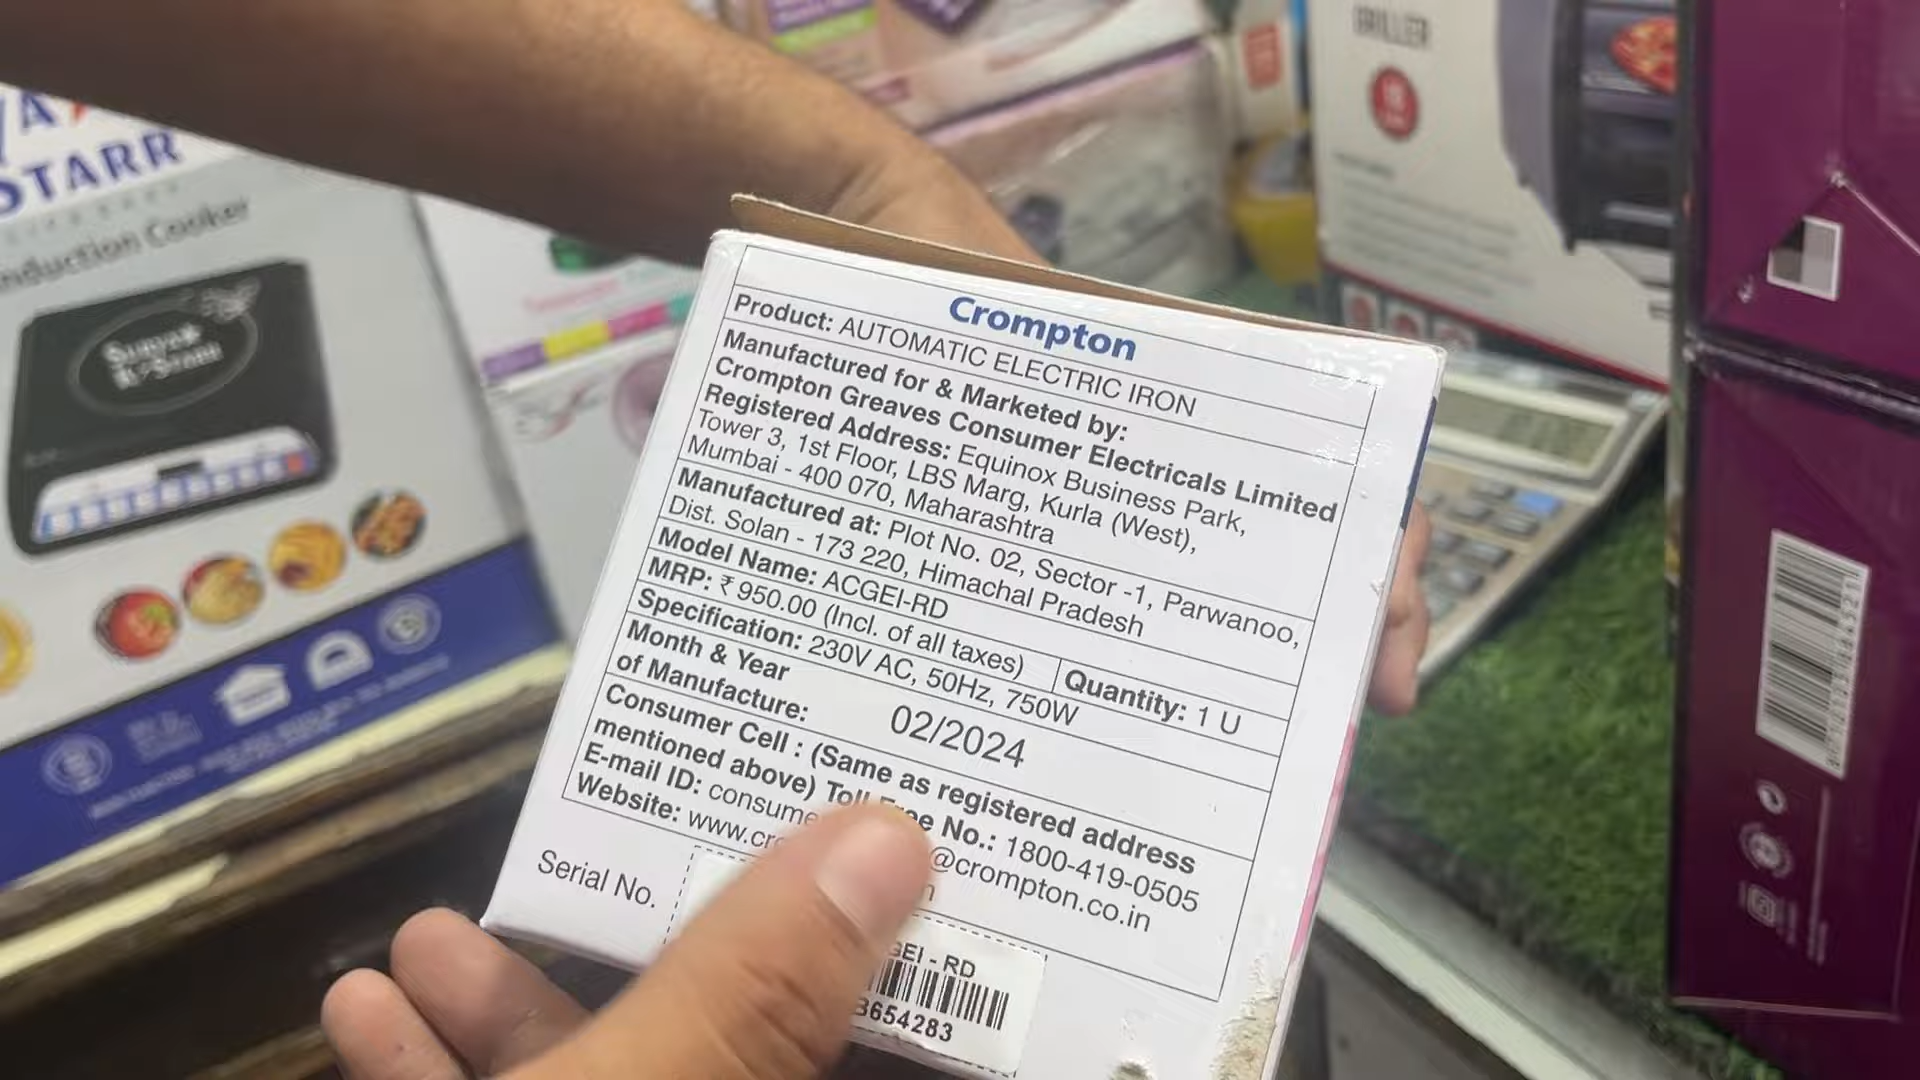 STARR
nduction Cooker
GRILLER
Crompton
Product: AUTOMATIC ELECTRIC IRON
Manufactured for & Marketed by:
Crompton Greaves Consumer Electricals Limited
Registered Address: Equinox Business Park,
Tower 3, 1st Floor, LBS Marg, Kurla (West),
Mumbai - 400 070, Maharashtra
Manufactured at: Plot No. 02, Sector -1, Parwanoo,
Dist. Solan - 173 220, Himachal Pradesh
Model Name: ACGEI-RD
MRP: ₹ 950.00 (Incl. of all taxes)
Quantity: 1 U
Specification: 230V AC, 50Hz, 750W
Month & Year
of Manufacture: 02/2024
Consumer Cell : (Same as registered address
mentioned above) Toll Free No.: 1800-419-0505
E-mail ID: consume @crompton.co.in
Website: www.cr
Serial No.
GEI - RD
3654283